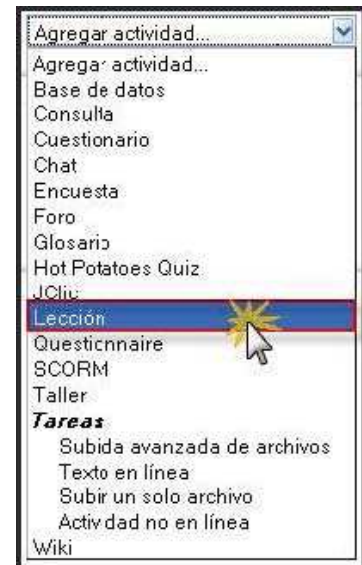 Agregar actividad...
Agregar actividad...
Base de datos
Consulta
Cuestionario
Chat
Encuesta
Foro
Glosario
Hot Potatoes Quiz
JClic
Lección
Questionnaire
SCORM
Taller
Tareas
Subida avanzada de archivos
Texto en línea
Subir un solo archivo
Actividad no en línea
Wiki